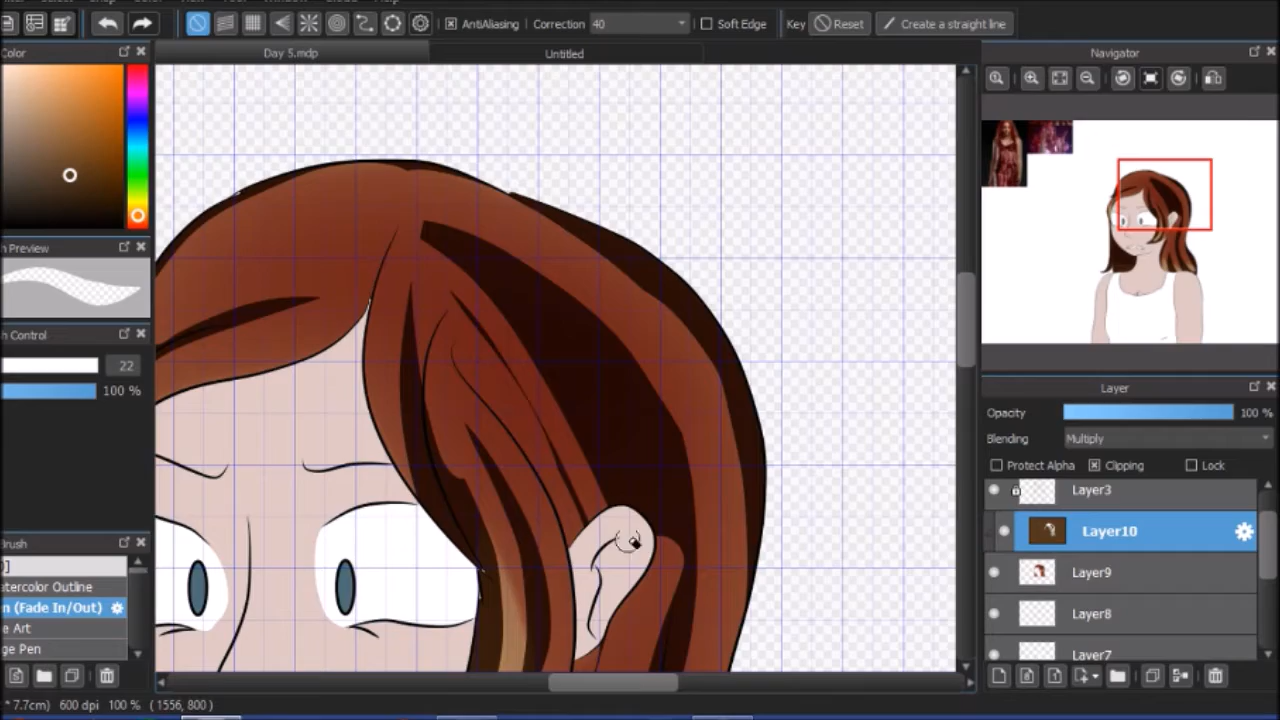 AntiAliasing Correction 40 Soft Edge Key Reset Create a straight line
Color
Day 5.mdp Untitled
Navigator
Preview
Control
22
100 %
Layer
Opacity 100 %
Blending Multiply
Protect Alpha Clipping Lock
Layer3
Layer10
Layer9
Layer8
Layer7
Brush
atercolor Outline
n (Fade In/Out)
e Art
ge Pen
* 7.7cm) 600 dpi 100 % ( 1556, 800 )